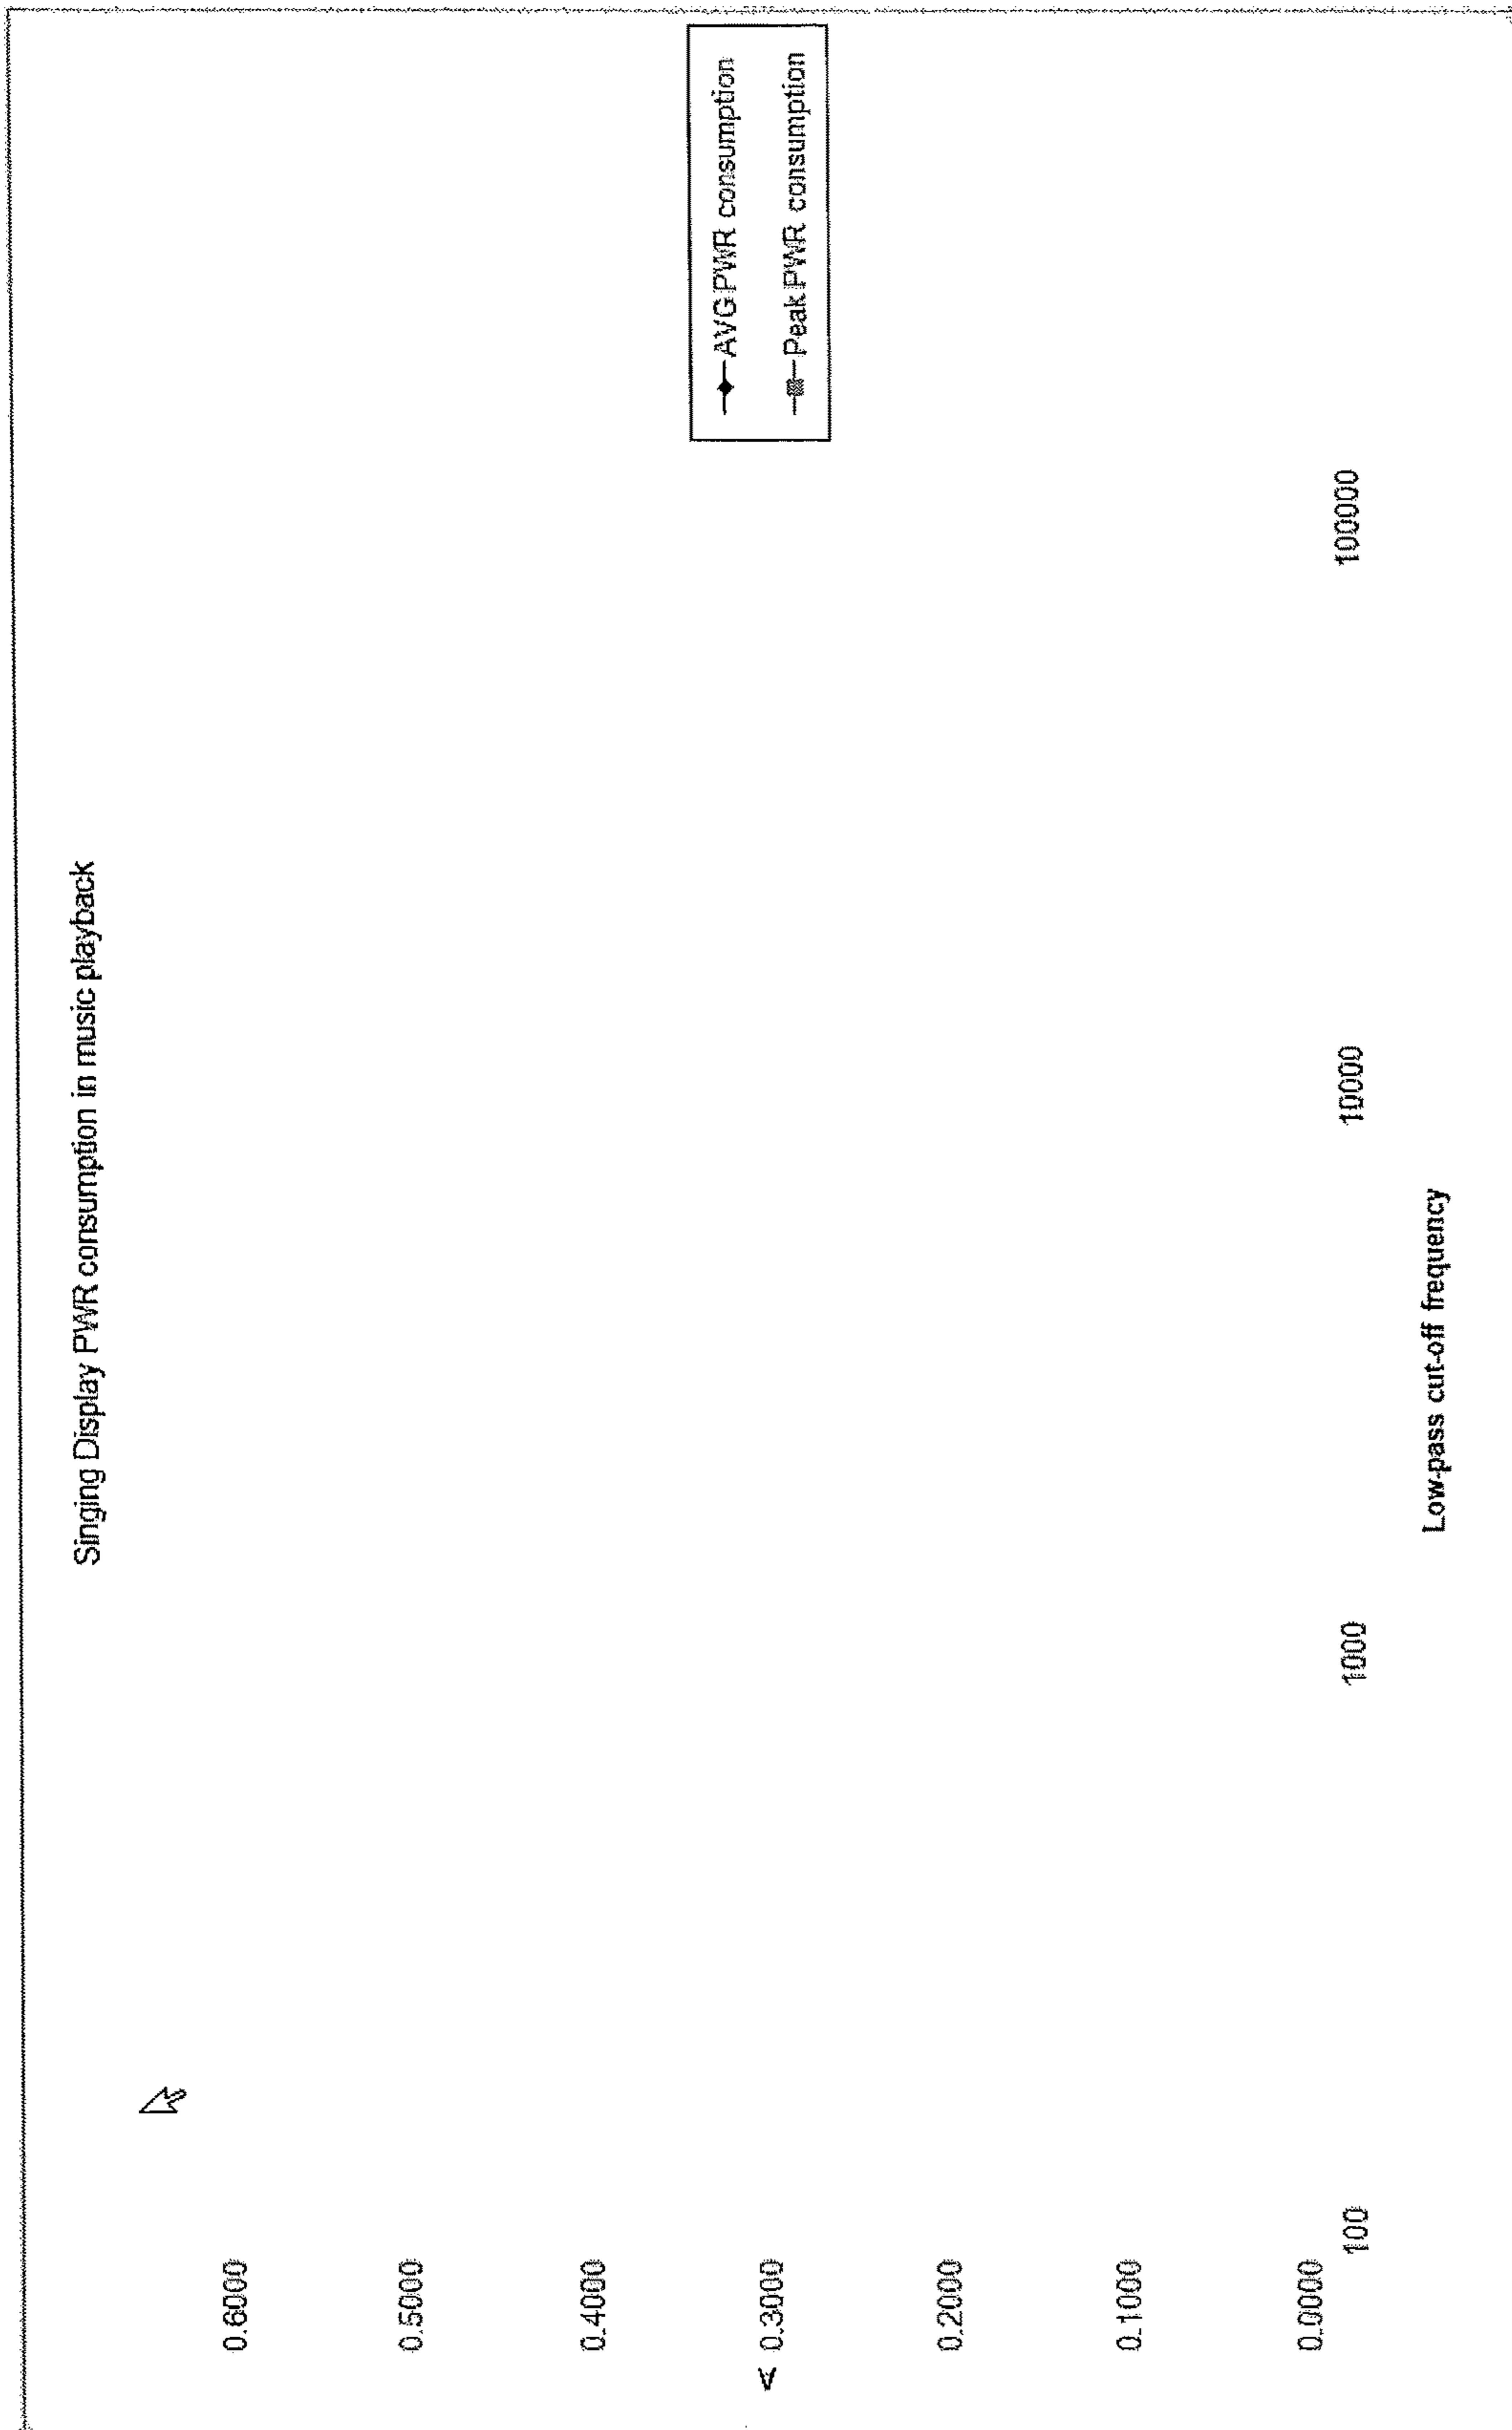 Singing Display PWR consumption in music playback
0.6000
0.5000
0.4000
0.3000
0.2000
0.1000
0.0000
A
100
1000
10000
100000
Low-pass cut-off frequency
AVG PWR consumption
Peak PWR consumption